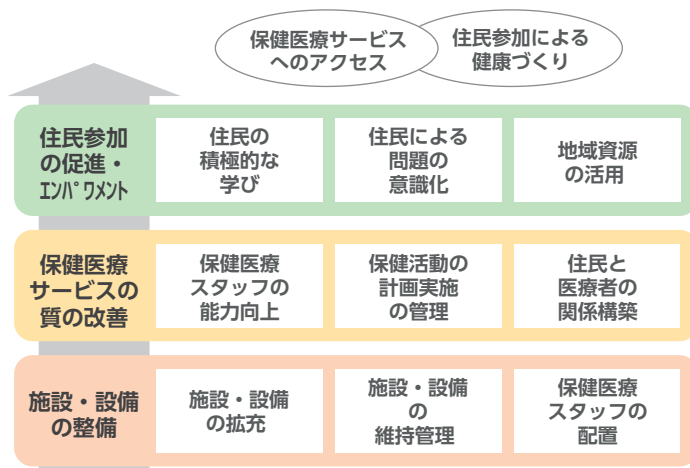 保健医療サービス
へのアクセス
住民参加による
健康づくり
住民参加
の促進・
エンパワメント
住民の
積極的な
学び
住民による
問題の
意識化
地域資源
の活用
保健医療
サービスの
質の改善
保健医療
スタッフの
能力向上
保健活動の
計画実施
の管理
住民と
医療者の
関係構築
施設・設備
の整備
施設・設備
の拡充
施設・設備
の
維持管理
保健医療
スタッフの
配置